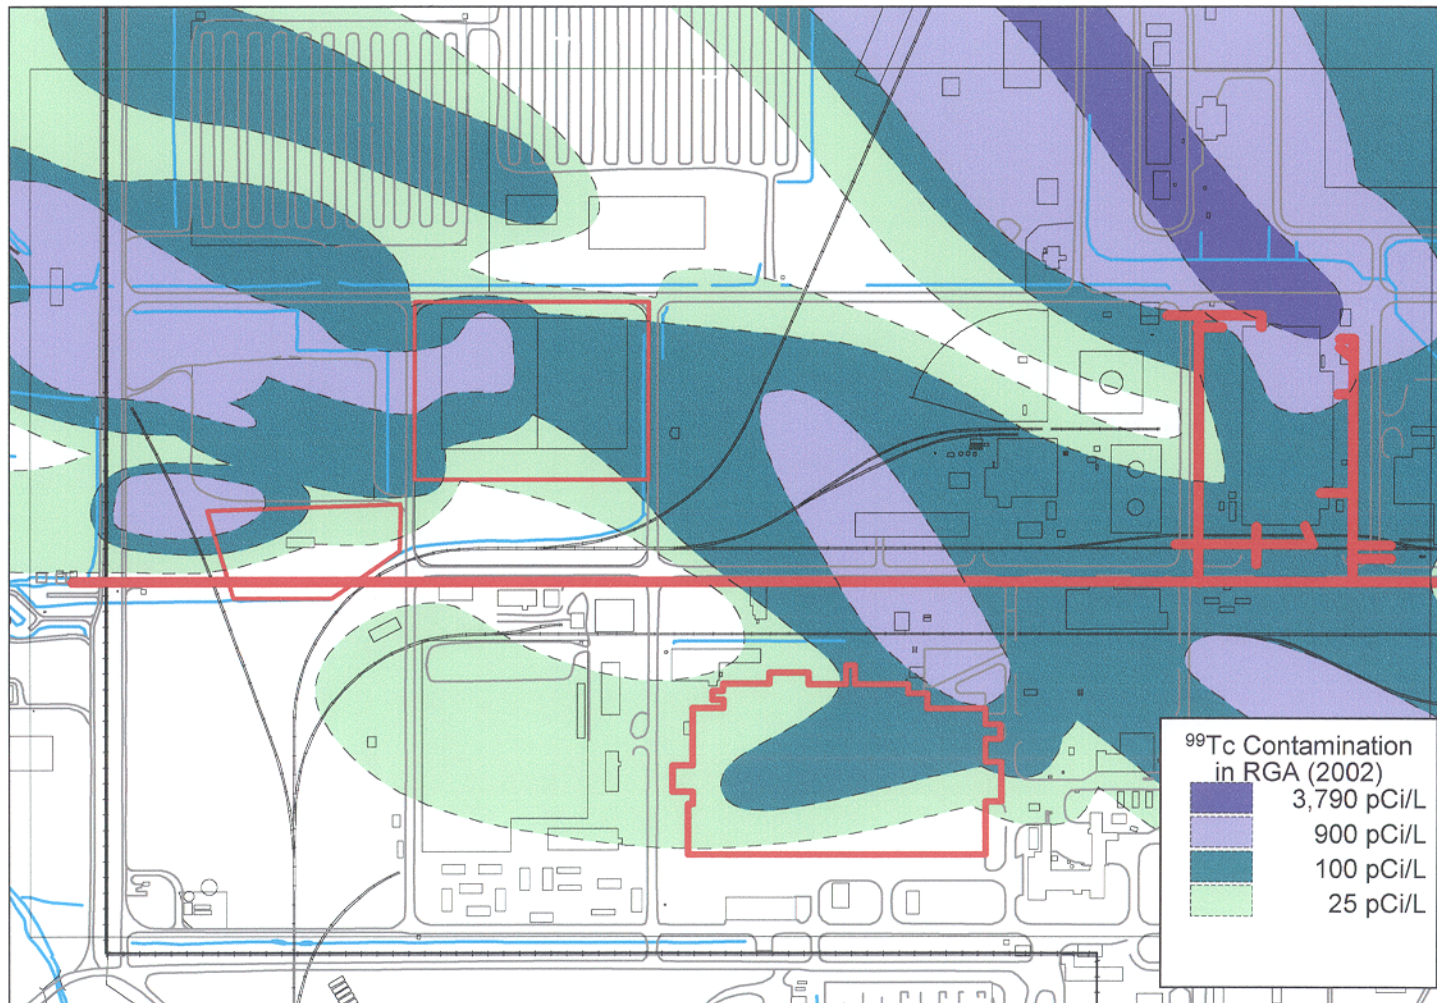 ⁹⁹Tc Contamination
in RGA (2002)
3,790 pCi/L
900 pCi/L
100 pCi/L
25 pCi/L